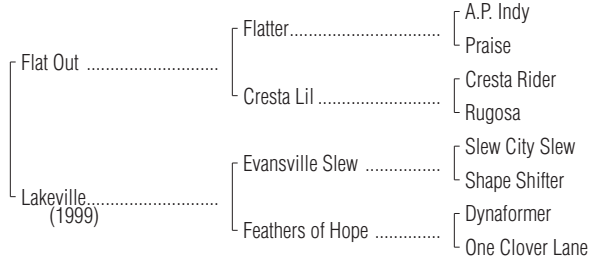 A.P. Indy
Flatter..............................
Praise
Flat Out ..........................
Cresta Rider
Cresta Lil ........................
Rugosa
Slew City Slew
Evansville Slew ...............
Shape Shifter
Lakeville..........................
(1999)
Dynaformer
Feathers of Hope .............
One Clover Lane